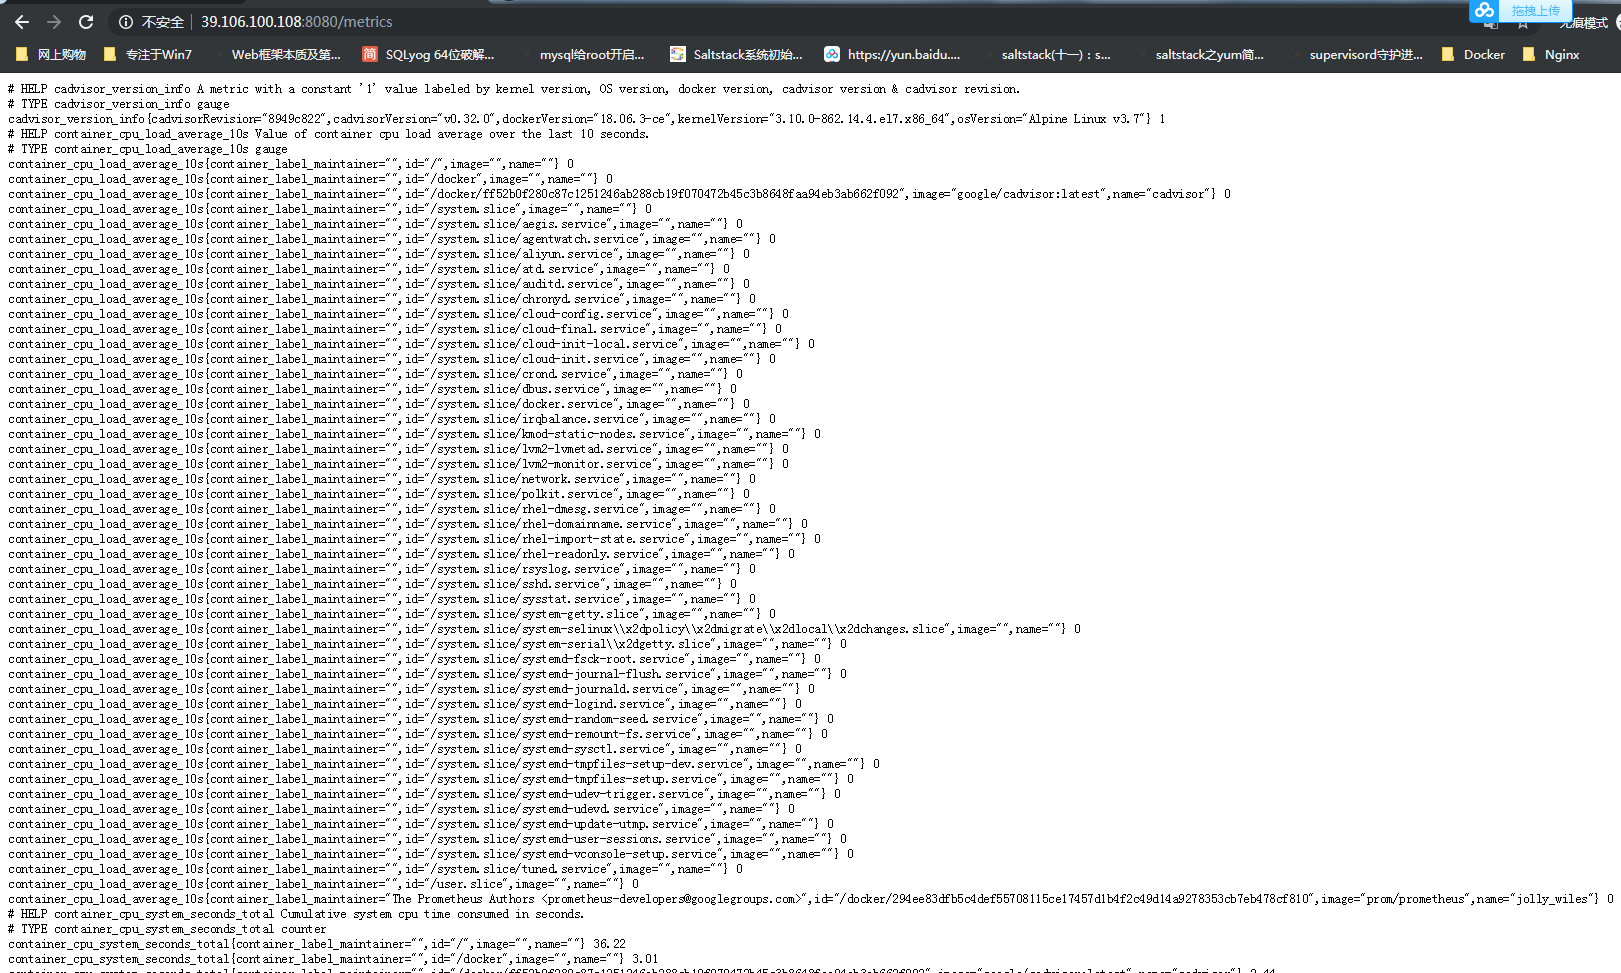 不安全 39.106.100.108:8080/metrics
拖拽上传
无痕模式
网上购物 专注于Win7 Web框架本质及第... 简 SQLyog 64位破解... mysql给root开启... Saltstack系统初始... https://yun.baidu.... saltstack(十一)：s... saltstack之yum简... supervisord守护进... Docker Nginx
# HELP cadvisor_version_info A metric with a constant '1' value labeled by kernel version, OS version, docker version, cadvisor version & cadvisor revision.
# TYPE cadvisor_version_info gauge
cadvisor_version_info{cadvisorRevision="8949c822",cadvisorVersion="v0.32.0",dockerVersion="18.06.3-ce",kernelVersion="3.10.0-862.14.4.el7.x86_64",osVersion="Alpine Linux v3.7"} 1
# HELP container_cpu_load_average_10s Value of container cpu load average over the last 10 seconds.
# TYPE container_cpu_load_average_10s gauge
container_cpu_load_average_10s{container_label_maintainer="",id="/",image="",name=""} 0
container_cpu_load_average_10s{container_label_maintainer="",id="/docker",image="",name=""} 0
container_cpu_load_average_10s{container_label_maintainer="",id="/docker/ff52b0f280c87c1251246ab288cb19f070472b45c3b8648faa94eb3ab662f092",image="google/cadvisor:latest",name="cadvisor"} 0
container_cpu_load_average_10s{container_label_maintainer="",id="/system.slice",image="",name=""} 0
container_cpu_load_average_10s{container_label_maintainer="",id="/system.slice/aegis.service",image="",name=""} 0
container_cpu_load_average_10s{container_label_maintainer="",id="/system.slice/agentwatch.service",image="",name=""} 0
container_cpu_load_average_10s{container_label_maintainer="",id="/system.slice/aliyun.service",image="",name=""} 0
container_cpu_load_average_10s{container_label_maintainer="",id="/system.slice/atd.service",image="",name=""} 0
container_cpu_load_average_10s{container_label_maintainer="",id="/system.slice/auditd.service",image="",name=""} 0
container_cpu_load_average_10s{container_label_maintainer="",id="/system.slice/chronyd.service",image="",name=""} 0
container_cpu_load_average_10s{container_label_maintainer="",id="/system.slice/cloud-config.service",image="",name=""} 0
container_cpu_load_average_10s{container_label_maintainer="",id="/system.slice/cloud-final.service",image="",name=""} 0
container_cpu_load_average_10s{container_label_maintainer="",id="/system.slice/cloud-init-local.service",image="",name=""} 0
container_cpu_load_average_10s{container_label_maintainer="",id="/system.slice/cloud-init.service",image="",name=""} 0
container_cpu_load_average_10s{container_label_maintainer="",id="/system.slice/crond.service",image="",name=""} 0
container_cpu_load_average_10s{container_label_maintainer="",id="/system.slice/dbus.service",image="",name=""} 0
container_cpu_load_average_10s{container_label_maintainer="",id="/system.slice/docker.service",image="",name=""} 0
container_cpu_load_average_10s{container_label_maintainer="",id="/system.slice/irqbalance.service",image="",name=""} 0
container_cpu_load_average_10s{container_label_maintainer="",id="/system.slice/kmod-static-nodes.service",image="",name=""} 0
container_cpu_load_average_10s{container_label_maintainer="",id="/system.slice/lvm2-lvmetad.service",image="",name=""} 0
container_cpu_load_average_10s{container_label_maintainer="",id="/system.slice/lvm2-monitor.service",image="",name=""} 0
container_cpu_load_average_10s{container_label_maintainer="",id="/system.slice/network.service",image="",name=""} 0
container_cpu_load_average_10s{container_label_maintainer="",id="/system.slice/polkit.service",image="",name=""} 0
container_cpu_load_average_10s{container_label_maintainer="",id="/system.slice/rhel-dmesg.service",image="",name=""} 0
container_cpu_load_average_10s{container_label_maintainer="",id="/system.slice/rhel-domainname.service",image="",name=""} 0
container_cpu_load_average_10s{container_label_maintainer="",id="/system.slice/rhel-import-state.service",image="",name=""} 0
container_cpu_load_average_10s{container_label_maintainer="",id="/system.slice/rhel-readonly.service",image="",name=""} 0
container_cpu_load_average_10s{container_label_maintainer="",id="/system.slice/rsyslog.service",image="",name=""} 0
container_cpu_load_average_10s{container_label_maintainer="",id="/system.slice/sshd.service",image="",name=""} 0
container_cpu_load_average_10s{container_label_maintainer="",id="/system.slice/sysstat.service",image="",name=""} 0
container_cpu_load_average_10s{container_label_maintainer="",id="/system.slice/system-getty.slice",image="",name=""} 0
container_cpu_load_average_10s{container_label_maintainer="",id="/system.slice/system-selinux\\x2dpolicy\\x2dmigrate\\x2dlocal\\x2dchanges.slice",image="",name=""} 0
container_cpu_load_average_10s{container_label_maintainer="",id="/system.slice/system-serial\\x2dgetty.slice",image="",name=""} 0
container_cpu_load_average_10s{container_label_maintainer="",id="/system.slice/systemd-fsck-root.service",image="",name=""} 0
container_cpu_load_average_10s{container_label_maintainer="",id="/system.slice/systemd-journal-flush.service",image="",name=""} 0
container_cpu_load_average_10s{container_label_maintainer="",id="/system.slice/systemd-journald.service",image="",name=""} 0
container_cpu_load_average_10s{container_label_maintainer="",id="/system.slice/systemd-logind.service",image="",name=""} 0
container_cpu_load_average_10s{container_label_maintainer="",id="/system.slice/systemd-random-seed.service",image="",name=""} 0
container_cpu_load_average_10s{container_label_maintainer="",id="/system.slice/systemd-remount-fs.service",image="",name=""} 0
container_cpu_load_average_10s{container_label_maintainer="",id="/system.slice/systemd-sysctl.service",image="",name=""} 0
container_cpu_load_average_10s{container_label_maintainer="",id="/system.slice/systemd-tmpfiles-setup-dev.service",image="",name=""} 0
container_cpu_load_average_10s{container_label_maintainer="",id="/system.slice/systemd-tmpfiles-setup.service",image="",name=""} 0
container_cpu_load_average_10s{container_label_maintainer="",id="/system.slice/systemd-udev-trigger.service",image="",name=""} 0
container_cpu_load_average_10s{container_label_maintainer="",id="/system.slice/systemd-udevd.service",image="",name=""} 0
container_cpu_load_average_10s{container_label_maintainer="",id="/system.slice/systemd-update-utmp.service",image="",name=""} 0
container_cpu_load_average_10s{container_label_maintainer="",id="/system.slice/systemd-user-sessions.service",image="",name=""} 0
container_cpu_load_average_10s{container_label_maintainer="",id="/system.slice/systemd-vconsole-setup.service",image="",name=""} 0
container_cpu_load_average_10s{container_label_maintainer="",id="/system.slice/tuned.service",image="",name=""} 0
container_cpu_load_average_10s{container_label_maintainer="",id="/user.slice",image="",name=""} 0
container_cpu_load_average_10s{container_label_maintainer="The Prometheus Authors <prometheus-developers@googlegroups.com>",id="/docker/294ee83dfb5c4def55708115ce17457d1b4f2c49d14a9278353cb7eb478cf810",image="prom/prometheus",name="jolly_wiles"} 0
# HELP container_cpu_system_seconds_total Cumulative system cpu time consumed in seconds.
# TYPE container_cpu_system_seconds_total counter
container_cpu_system_seconds_total{container_label_maintainer="",id="/",image="",name=""} 36.22
container_cpu_system_seconds_total{container_label_maintainer="",id="/docker",image="",name=""} 3.01